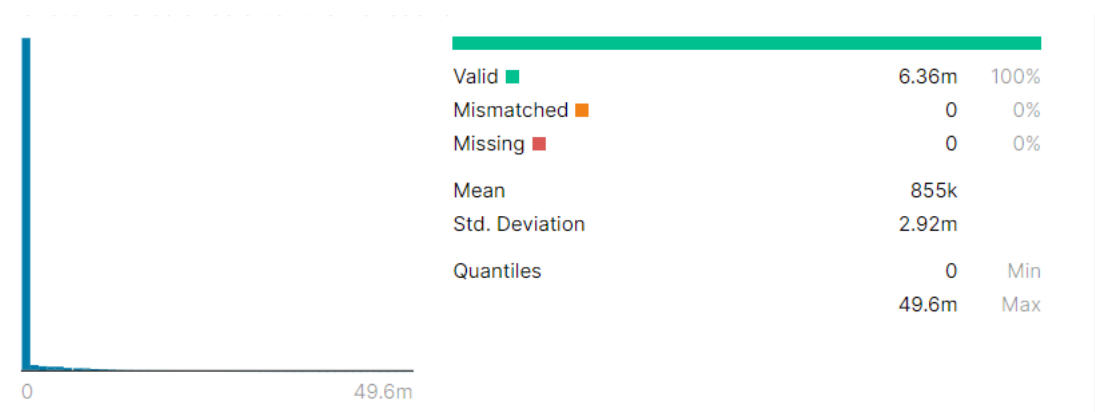 Valid 6.36m 100%
Mismatched 0 0%
Missing 0 0%
Mean 855k
Std. Deviation 2.92m
Quantiles 0 Min
49.6m Max
0 49.6m